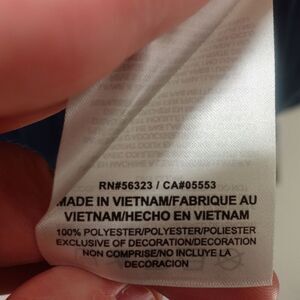 RN#56323 / CA#05553
MADE IN VIETNAM/FABRIQUE AU
VIETNAM/HECHO EN VIETNAM
100% POLYESTER/POLYESTER/POLIESTER
EXCLUSIVE OF DECORATION/DECORATION
NON COMPRISE/NO INCLUYE LA
DECORACION